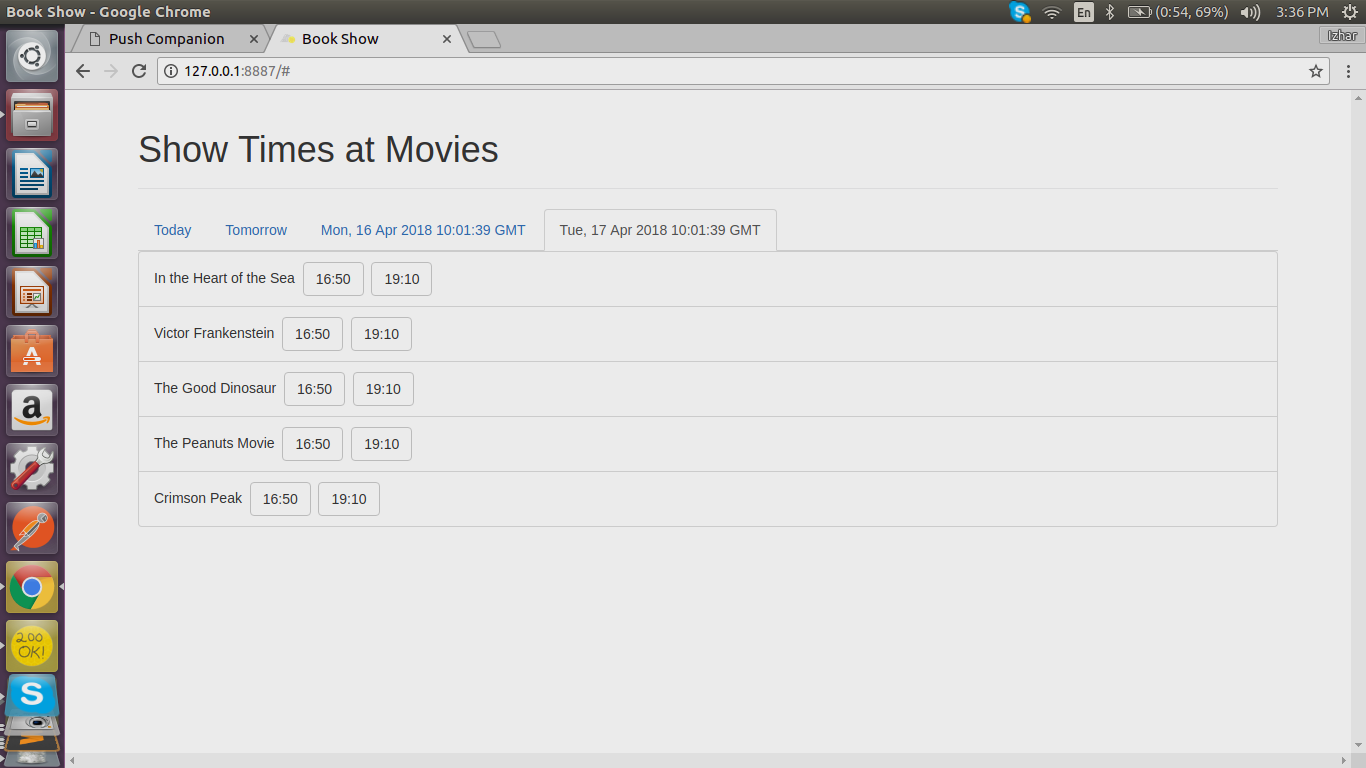 Book Show - Google Chrome
En (0:54, 69%) 3:36 PM
Push Companion Book Show
Izhar
127.0.0.1:8887/#
Show Times at Movies
Today Tomorrow Mon, 16 Apr 2018 10:01:39 GMT Tue, 17 Apr 2018 10:01:39 GMT
In the Heart of the Sea 16:50 19:10
Victor Frankenstein 16:50 19:10
The Good Dinosaur 16:50 19:10
The Peanuts Movie 16:50 19:10
Crimson Peak 16:50 19:10
A
a
200
OK!
S